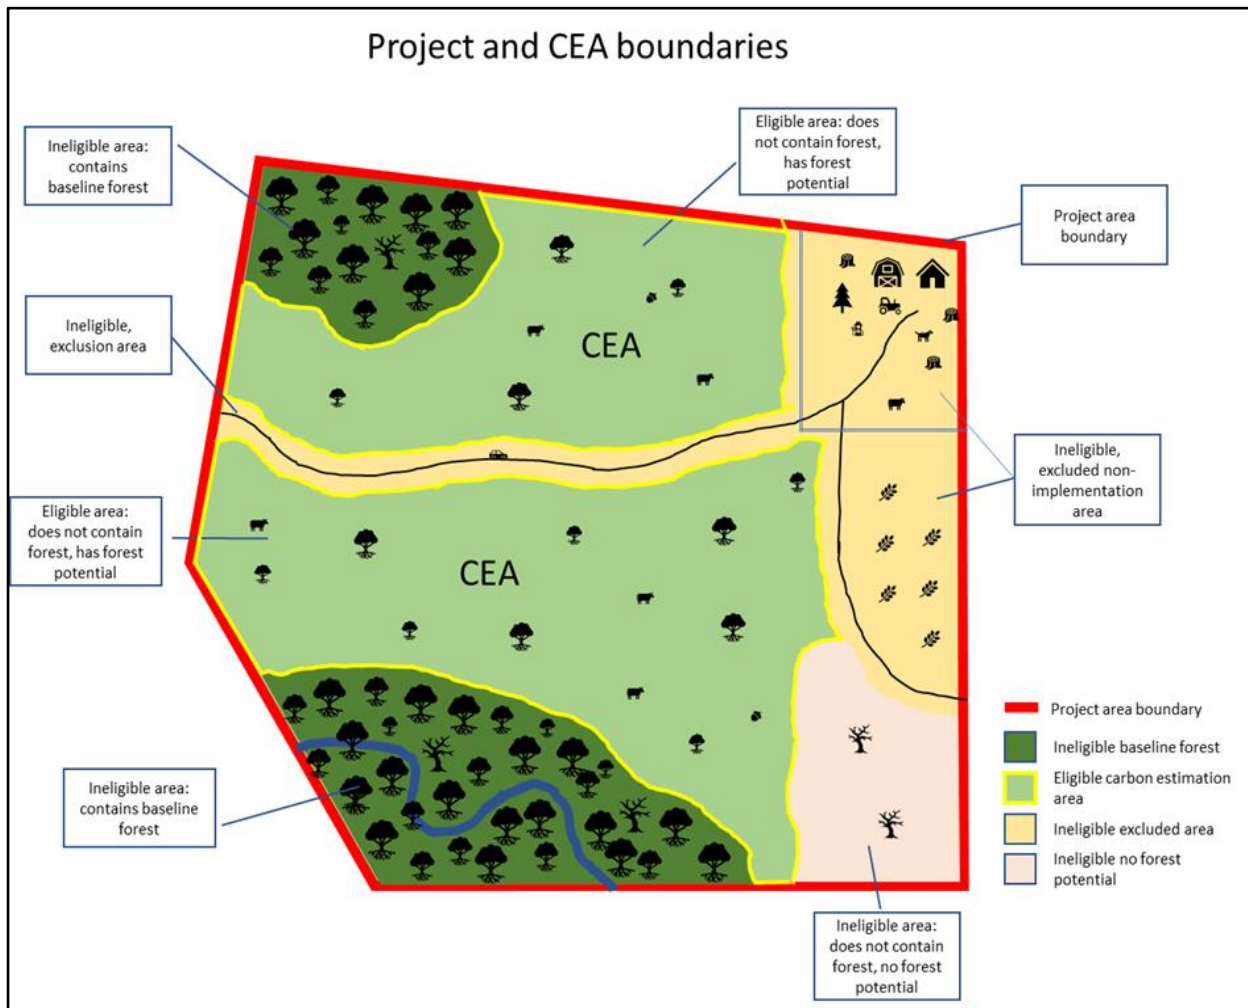 Project and CEA boundaries
Ineligible area:
contains
baseline forest
Eligible area: does
not contain forest,
has forest
potential
Project area
boundary
Ineligible,
exclusion area
CEA
Ineligible,
excluded non-
implementation
area
Eligible area:
does not contain
forest, has forest
potential
CEA
Ineligible area:
contains baseline
forest
Project area boundary
Ineligible baseline forest
Eligible carbon estimation
area
Ineligible excluded area
Ineligible no forest
potential
Ineligible area:
does not contain
forest, no forest
potential